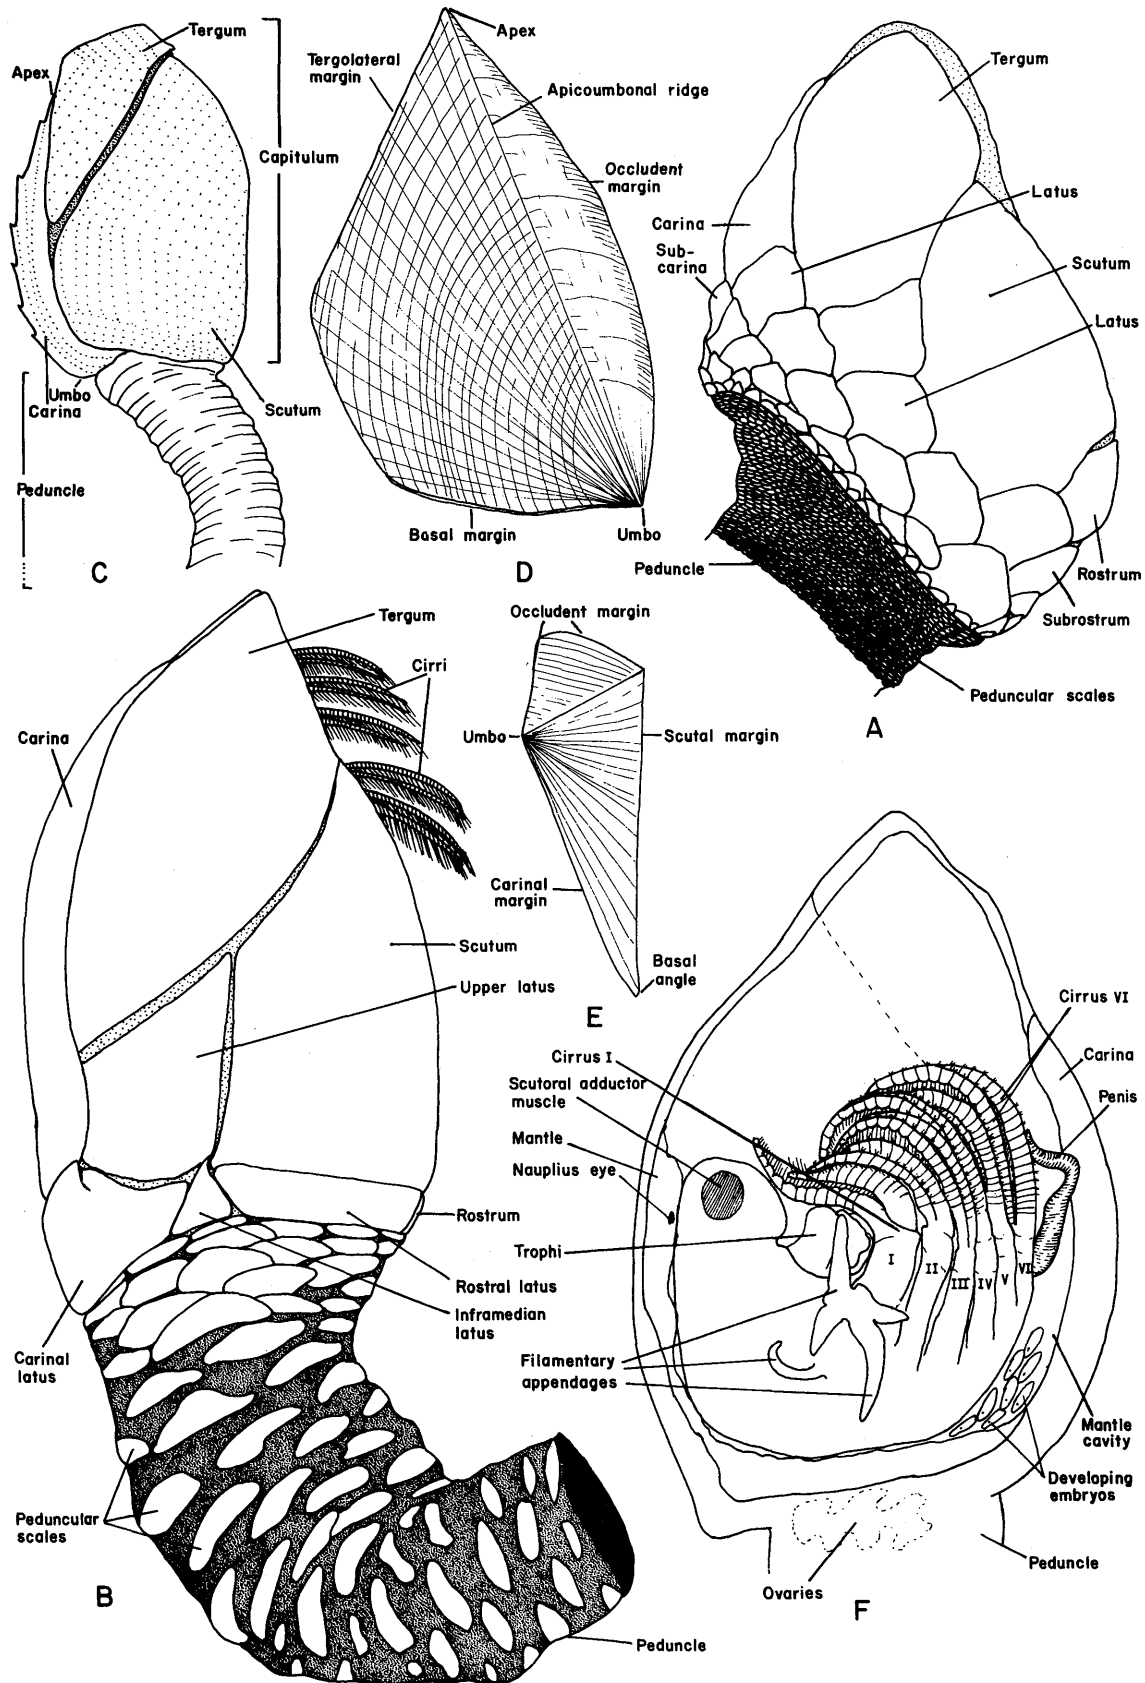 Tergum
Apex
Capitulum
Umbo
Carina
Scutum
Peduncle
C
Apex
Tergolateral
margin
Apicoumbonal ridge
Occludent
margin
Basal margin
Umbo
D
Tergum
Latus
Carina
Sub-
carina
Scutum
Latus
Peduncle
Rostrum
Subrostrum
Peduncular scales
A
Tergum
Cirri
Carina
Scutum
Upper latus
Rostrum
Rostral latus
Inframedian
latus
Carinal
latus
Peduncular
scales
Peduncle
B
Occludent margin
Umbo
Scutal margin
Carinal
margin
Basal
angle
E
Cirrus VI
Cirrus I
Carina
Scutoral adductor
muscle
Penis
Mantle
Nauplius eye
Trophi
I
II
III
IV
V
VI
Filamentary
appendages
Mantle
cavity
Developing
embryos
Peduncle
Ovaries
F